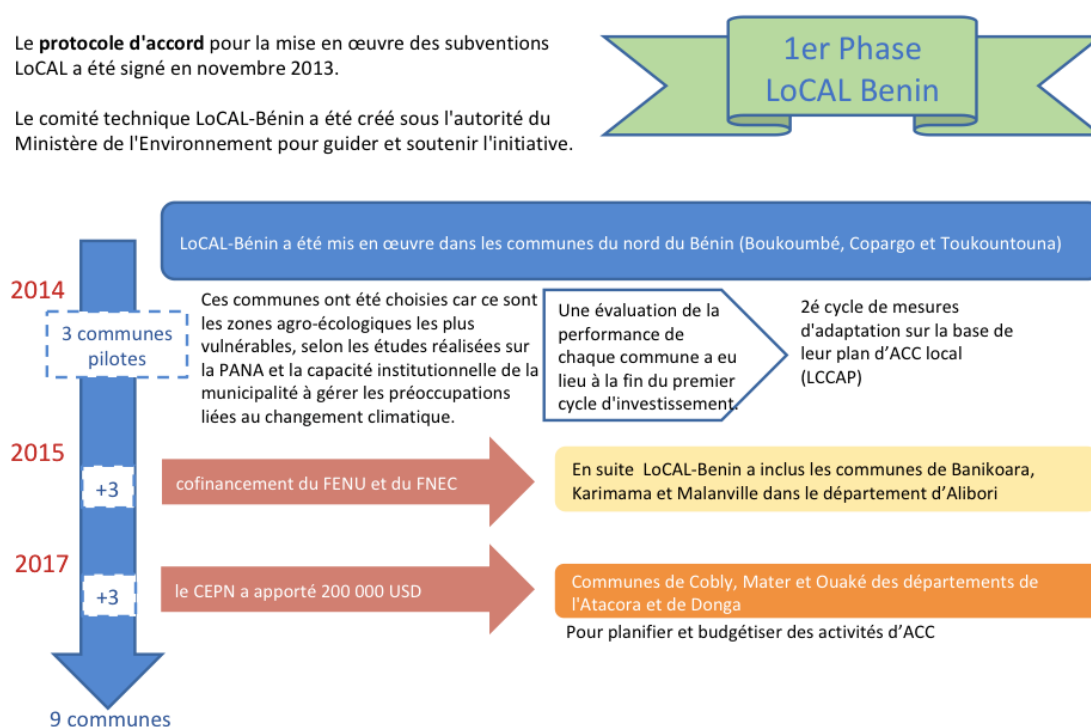 Le protocole d'accord pour la mise en œuvre des subventions
LoCAL a été signé en novembre 2013.
Le comité technique LoCAL-Bénin a été créé sous l'autorité du
Ministère de l'Environnement pour guider et soutenir l'initiative.
1er Phase
LoCAL Benin
LoCAL-Bénin a été mis en œuvre dans les communes du nord du Bénin (Boukoumbé, Copargo et Toukountouna)
2014
3 communes
pilotes
Ces communes ont été choisies car ce sont
les zones agro-écologiques les plus
vulnérables, selon les études réalisées sur
la PANA et la capacité institutionnelle de la
municipalité à gérer les préoccupations
liées au changement climatique.
Une évaluation de la
performance de
chaque commune a eu
lieu à la fin du premier
cycle d'investissement.
2é cycle de mesures
d'adaptation sur la base de
leur plan d’ACC local
(LCCAP)
2015
+3
cofinancement du FENU et du FNEC
En suite  LoCAL-Benin a inclus les communes de Banikoara,
Karimama et Malanville dans le département d’Alibori
2017
+3
le CEPN a apporté 200 000 USD
Communes de Cobly, Mater et Ouaké des départements de
l'Atacora et de Donga
Pour planifier et budgétiser des activités d’ACC
9 communes